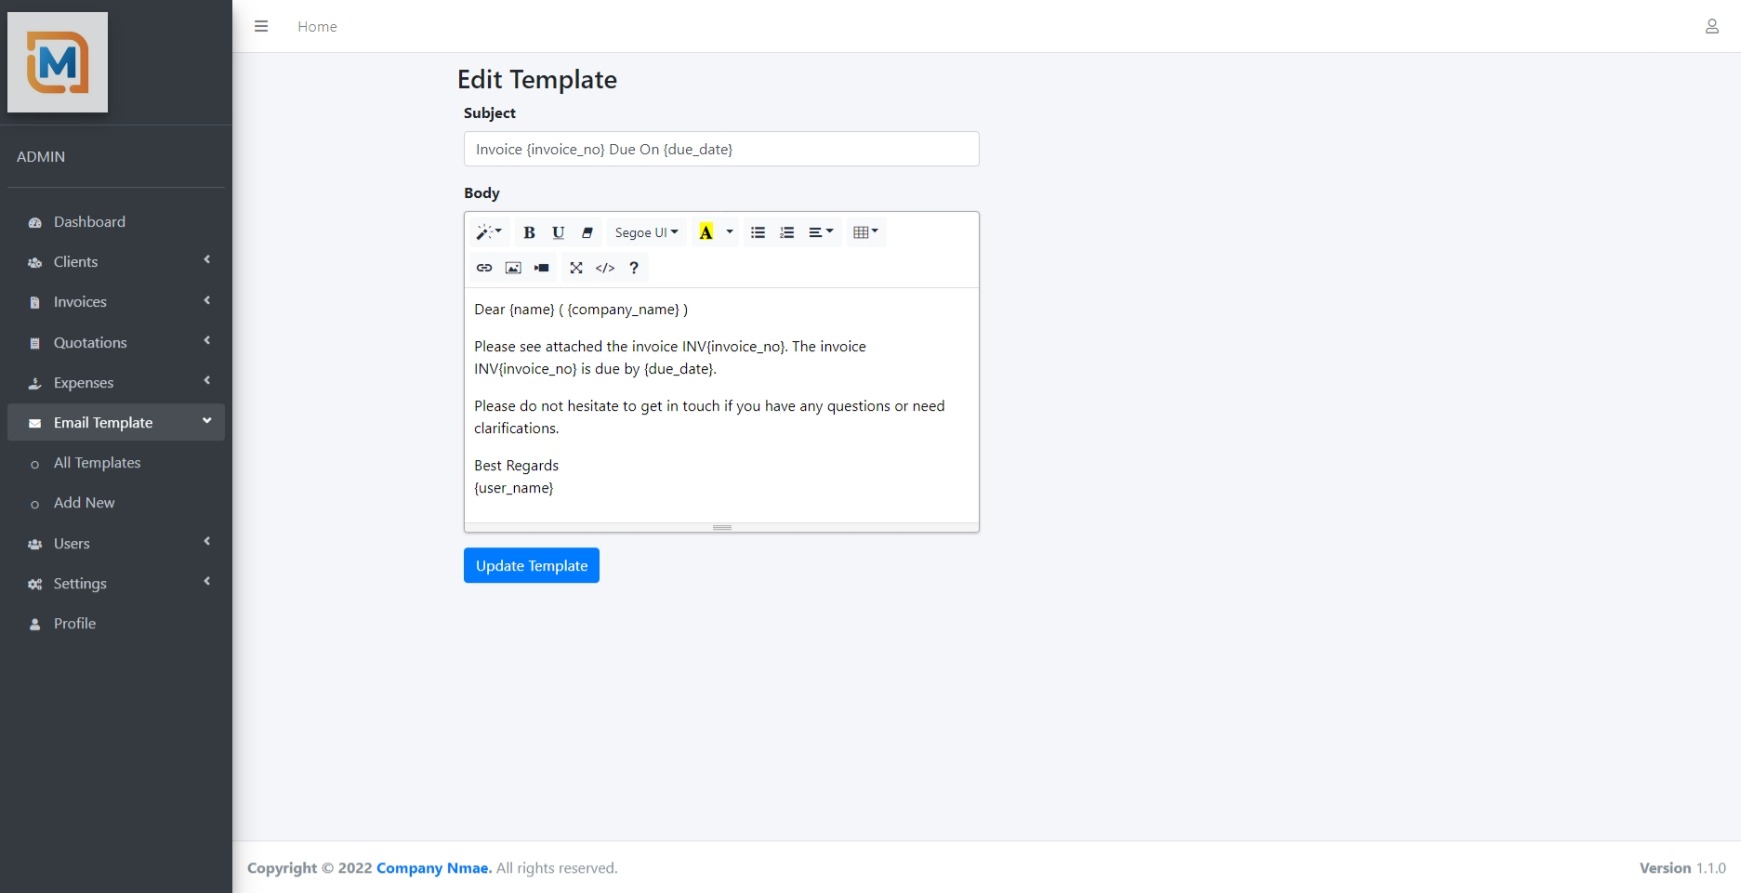 M
Home
ADMIN
Dashboard
Clients
Invoices
Quotations
Expenses
Email Template
All Templates
Add New
Users
Settings
Profile
Edit Template
Subject
Invoice {invoice_no} Due On {due_date}
Body
B U Segoe UI A
</> ?
Dear {name} ( {company_name} )
Please see attached the invoice INV{invoice_no}. The invoice
INV{invoice_no} is due by {due_date}.
Please do not hesitate to get in touch if you have any questions or need
clarifications.
Best Regards
{user_name}
Update Template
Copyright © 2022 Company Nmae. All rights reserved.
Version 1.1.0